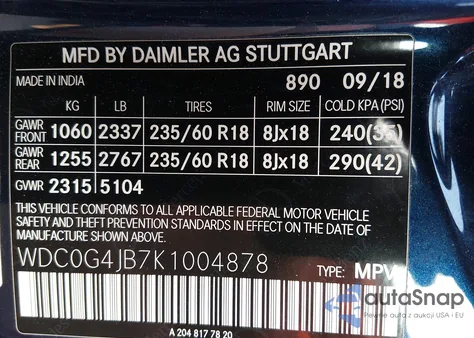 MFD BY DAIMLER AG STUTTGART
MADE IN INDIA 890 09/18
KG LB TIRES RIM SIZE COLD KPA (PSI)
GAWR FRONT 1060 2337 235/60 R18 8Jx18 240(35)
GAWR REAR 1255 2767 235/60 R18 8Jx18 290(42)
GVWR 2315 5104
THIS VEHICLE CONFORMS TO ALL APPLICABLE FEDERAL MOTOR VEHICLE
SAFETY AND THEFT PREVENTION STANDARDS IN EFFECT ON THE DATE OF
MANUFACTURE SHOWN ABOVE.
WDC0G4JB7K1004878 TYPE: MPV
autoSnap
A 204 817 78 20